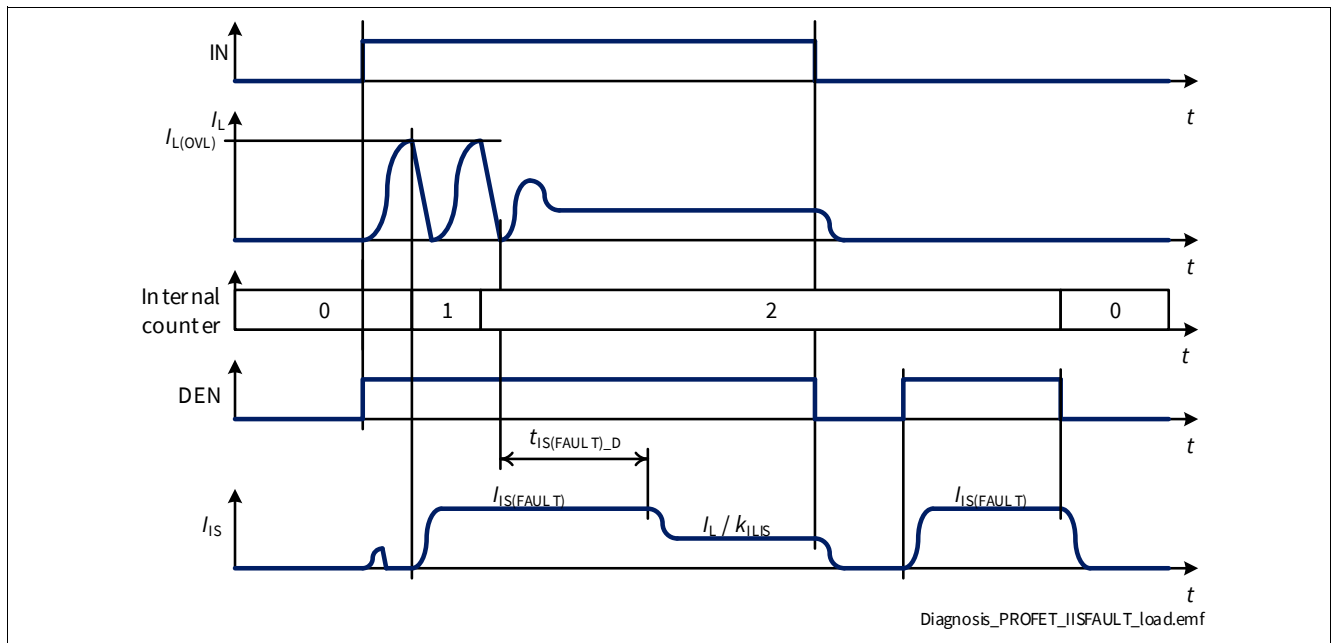 IN
t
I_L
I_L(OVL)
t
Internal
counter
0 1 2 0
t
DEN
t
t_IS(FAULT)_D
I_IS(FAULT) I_IS(FAULT)
I_IS
I_L / k_ILIS
t
Diagnosis_PROFET_IISFAULT_load.emf